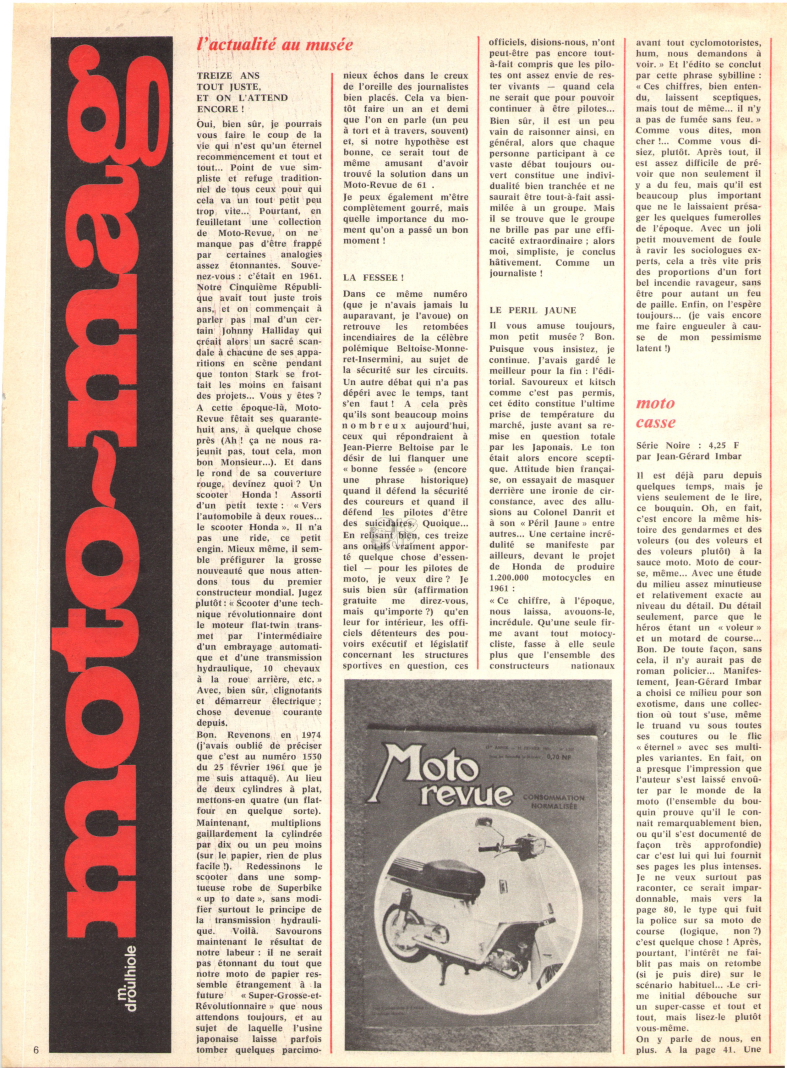 moto~mag
m.
droulhiole
l'actualité au musée
TREIZE ANS
TOUT JUSTE,
ET ON L'ATTEND
ENCORE !
Oui, bien sûr, je pourrais
vous faire le coup de la
vie qui n'est qu'un éternel
recommencement et tout et
tout... Point de vue sim-
pliste et refuge tradition-
nel de tous ceux pour qui
cela va un tout petit peu
trop vite... Pourtant, en
feuilletant une collection
de Moto-Revue, on ne
manque pas d'être frappé
par certaines analogies
assez étonnantes. Souve-
nez-vous : c'était en 1961.
Notre Cinquième Républi-
que avait tout juste trois
ans, et on commençait à
parler pas mal d'un cer-
tain Johnny Halliday qui
créait alors un sacré scan-
dale à chacune de ses appa-
ritions en scène pendant
que tonton Stark se frot-
tait les moins en faisant
des projets... Vous y êtes ?
A cette époque-là, Moto-
Revue fêtait ses quarante-
huit ans, à quelque chose
près (Ah ! ça ne nous ra-
jeunit pas, tout cela, mon
bon Monsieur...). Et dans
le rond de sa couverture
rouge, devinez quoi ? Un
scooter Honda ! Assorti
d'un petit texte : « Vers
l'automobile à deux roues...
le scooter Honda ». Il n'a
pas une ride, ce petit
engin. Mieux même, il sem-
ble préfigurer la grosse
nouveauté que nous atten-
dons tous du premier
constructeur mondial. Jugez
plutôt : « Scooter d'une tech-
nique révolutionnaire dont
le moteur flat-twin trans-
met par l'intermédiaire
d'un embrayage automati-
que et d'une transmission
hydraulique, 10 chevaux
à la roue arrière, etc. »
Avec, bien sûr, clignotants
et démarreur électrique ;
chose devenue courante
depuis.
Bon. Revenons en 1974
(j'avais oublié de préciser
que c'est au numéro 1530
du 25 février 1961 que je
me suis attaqué). Au lieu
de deux cylindres à plat,
mettons-en quatre (un flat-
four en quelque sorte).
Maintenant, multiplions
gaillardement la cylindrée
par dix ou un peu moins
(sur le papier, rien de plus
facile !). Redessinons le
scooter dans une somp-
tueuse robe de Superbike
« up to date », sans modi-
fier surtout le principe de
la transmission hydrauli-
que. Voilà. Savourons
maintenant le résultat de
notre labeur : il ne serait
pas étonnant du tout que
notre moto de papier res-
semble étrangement à la
future « Super-Grosse-et-
Révolutionnaire » que nous
attendons toujours, et au
sujet de laquelle l'usine
japonaise laisse parfois
tomber quelques parcimo-
nieux échos dans le creux
de l'oreille des journalistes
bien placés. Cela va bien-
tôt faire un an et demi
que l'on en parle (un peu
à tort et à travers, souvent)
et, si notre hypothèse est
bonne, ce serait tout de
même amusant d'avoir
trouvé la solution dans un
Moto-Revue de 61 .
Je peux également m'être
complètement gourré, mais
quelle importance du mo-
ment qu'on a passé un bon
moment !
LA FESSEE !
Dans ce même numéro
(que je n'avais jamais lu
auparavant, je l'avoue) on
retrouve les retombées
incendiaires de la célèbre
polémique Beltoise-Monne-
ret-Insermini, au sujet de
la sécurité sur les circuits.
Un autre débat qui n'a pas
dépéri avec le temps, tant
s'en faut ! A cela près
qu'ils sont beaucoup moins
nombreux aujourd'hui,
ceux qui répondraient à
Jean-Pierre Beltoise par le
désir de lui flanquer une
« bonne fessée » (encore
une phrase historique)
quand il défend la sécurité
des coureurs et quand il
défend les pilotes d'être
des suicidaires. Quoique...
En relisant bien, ces treize
ans ont-ils vraiment appor-
té quelque chose d'essen-
tiel — pour les pilotes de
moto, je veux dire ? Je
suis bien sûr (affirmation
gratuite me direz-vous,
mais qu'importe ?) qu'en
leur for intérieur, les offi-
ciels détenteurs des pou-
voirs exécutif et législatif
concernant les structures
sportives en question, ces
officiels, disions-nous, n'ont
peut-être pas encore tout-
à-fait compris que les pilo-
tes ont assez envie de res-
ter vivants — quand cela
ne serait que pour pouvoir
continuer à être pilotes...
Bien sûr, il est un peu
vain de raisonner ainsi, en
général, alors que chaque
personne participant à ce
vaste débat toujours ou-
vert constitue une indivi-
dualité bien tranchée et ne
saurait être tout-à-fait assi-
milée à un groupe. Mais
il se trouve que le groupe
ne brille pas par une effi-
cacité extraordinaire ; alors
moi, simpliste, je conclus
hâtivement. Comme un
journaliste !
LE PERIL JAUNE
Il vous amuse toujours,
mon petit musée ? Bon.
Puisque vous insistez, je
continue. J'avais gardé le
meilleur pour la fin : l'édi-
torial. Savoureux et kitsch
comme c'est pas permis,
cet édito constitue l'ultime
prise de température du
marché, juste avant sa re-
mise en question totale
par les Japonais. Le ton
était alors encore scepti-
que. Attitude bien françai-
se, on essayait de masquer
derrière une ironie de cir-
constance, avec des allu-
sions au Colonel Danrit et
à son « Péril Jaune » entre
autres... Une certaine incré-
dulité se manifeste par
ailleurs, devant le projet
de Honda de produire
1.200.000 motocycles en
1961 :
« Ce chiffre, à l'époque,
nous laissa, avouons-le,
incrédule. Qu'une seule fir-
me avant tout motocy-
cliste, fasse à elle seule
plus que l'ensemble des
constructeurs nationaux
avant tout cyclomotoristes,
hum, nous demandons à
voir. » Et l'édito se conclut
par cette phrase sybilline :
« Ces chiffres, bien enten-
du, laissent sceptiques,
mais tout de même... il n'y
a pas de fumée sans feu. »
Comme vous dites, mon
cher !... Comme vous di-
siez, plutôt. Après tout, il
est assez difficile de pré-
voir que non seulement il
y a du feu, mais qu'il est
beaucoup plus important
que ne le laissaient présa-
ger les quelques fumerolles
de l'époque. Avec un joli
petit mouvement de foule
à ravir les sociologues ex-
perts, cela a très vite pris
des proportions d'un fort
bel incendie ravageur, sans
être pour autant un feu
de paille. Enfin, on l'espère
toujours... (je vais encore
me faire engueuler à cau-
se de mon pessimisme
latent !)
moto
casse
Série Noire : 4,25 F
par Jean-Gérard Imbar
Il est déjà paru depuis
quelques temps, mais je
viens seulement de le lire,
ce bouquin. Oh, en fait,
c'est encore la même his-
toire des gendarmes et des
voleurs (ou des voleurs et
des voleurs plutôt) à la
sauce moto. Moto de cour-
se, même... Avec une étude
du milieu assez minutieuse
et relativement exacte au
niveau du détail. Du détail
seulement, parce que le
héros étant un « voleur »
et un motard de course...
Bon. De toute façon, sans
cela, il n'y aurait pas de
roman policier... Manifes-
tement, Jean-Gérard Imbar
a choisi ce milieu pour son
exotisme, dans une collec-
tion où tout s'use, même
le truand vu sous toutes
ses coutures ou le flic
« éternel » avec ses multi-
ples variantes. En fait, on
a presque l'impression que
l'auteur s'est laissé envoû-
ter par le monde de la
moto (l'ensemble du bou-
quin prouve qu'il le con-
naît remarquablement bien,
ou qu'il s'est documenté de
façon très approfondie)
car c'est lui qui lui fournit
ses pages les plus intenses.
Je ne veux surtout pas
raconter, ce serait impar-
donnable, mais vers la
page 80, le type qui fuit
la police sur sa moto de
course (logique, non ?)
c'est quelque chose ! Après,
pourtant, l'intérêt ne fai-
blit pas mais on retombe
(si je puis dire) sur le
scénario habituel... Le cri-
me initial débouche sur
un super-casse et tout et
tout, mais lisez-le plutôt
vous-même.
On y parle de nous, en
plus. A la page 41. Une
Moto
revue
0,70 NF
CONSOMMATION
NORMALISÉE
6